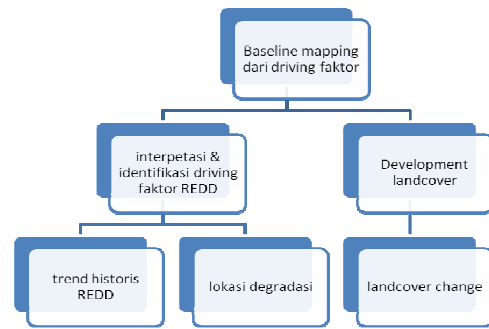 Baseline mapping
dari driving faktor
interpetasi &
identifikasi driving
faktor REDD
Development
landcover
trend historis
REDD
lokasi degradasi
landcover change